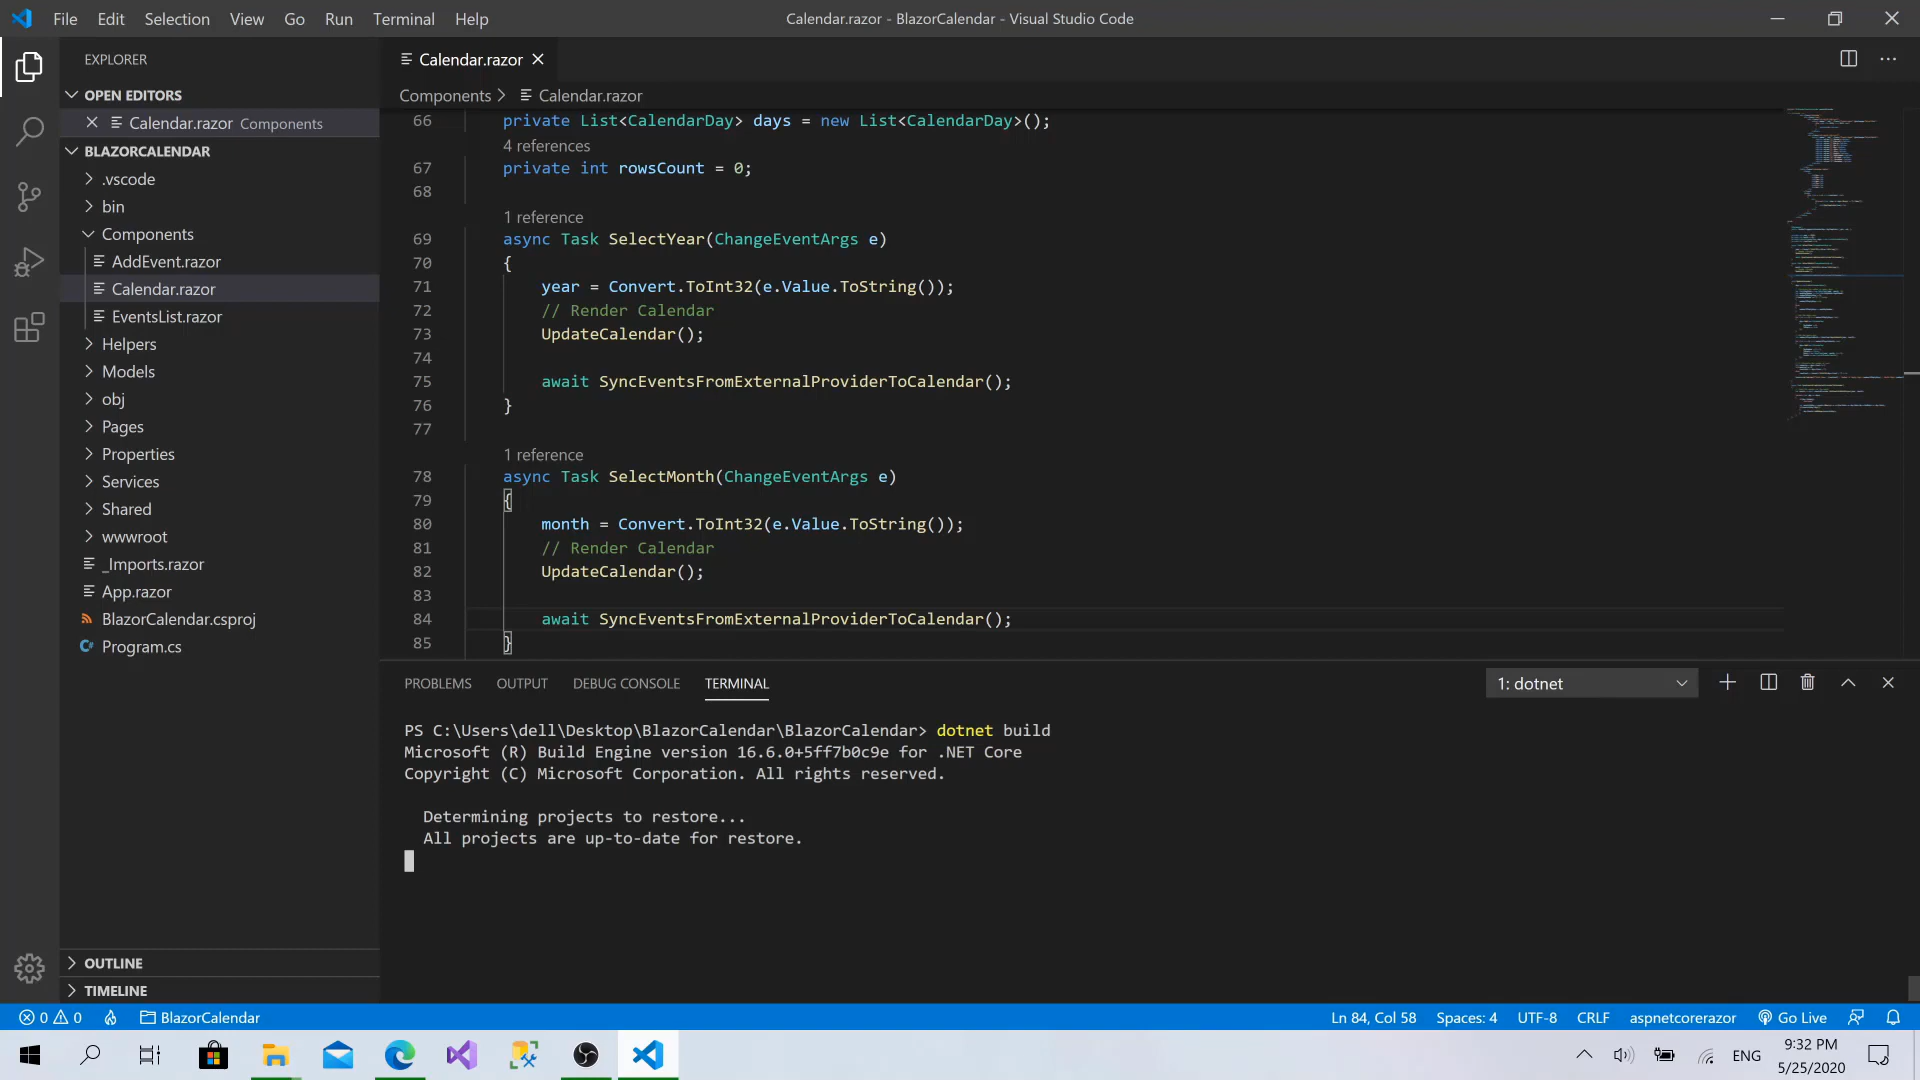 File Edit Selection View Go Run Terminal Help
Calendar.razor - BlazorCalendar - Visual Studio Code
EXPLORER
OPEN EDITORS
Calendar.razor Components
BLAZORCALENDAR
.vscode
bin
Components
AddEvent.razor
Calendar.razor
EventsList.razor
Helpers
Models
obj
Pages
Properties
Services
Shared
wwwroot
_Imports.razor
App.razor
BlazorCalendar.csproj
Program.cs
OUTLINE
TIMELINE
Calendar.razor
Components > Calendar.razor
66 private List<CalendarDay> days = new List<CalendarDay>();
4 references
67 private int rowsCount = 0;
68
1 reference
69 async Task SelectYear(ChangeEventArgs e)
70 {
71 year = Convert.ToInt32(e.Value.ToString());
72 // Render Calendar
73 UpdateCalendar();
74
75 await SyncEventsFromExternalProviderToCalendar();
76 }
77
1 reference
78 async Task SelectMonth(ChangeEventArgs e)
79 {
80 month = Convert.ToInt32(e.Value.ToString());
81 // Render Calendar
82 UpdateCalendar();
83
84 await SyncEventsFromExternalProviderToCalendar();
85 }
PROBLEMS OUTPUT DEBUG CONSOLE TERMINAL
1: dotnet
PS C:\Users\dell\Desktop\BlazorCalendar\BlazorCalendar> dotnet build
Microsoft (R) Build Engine version 16.6.0+5ff7b0c9e for .NET Core
Copyright (C) Microsoft Corporation. All rights reserved.
Determining projects to restore...
All projects are up-to-date for restore.
0 0 BlazorCalendar
Ln 84, Col 58 Spaces: 4 UTF-8 CRLF aspnetcorerazor Go Live
ENG
9:32 PM
5/25/2020